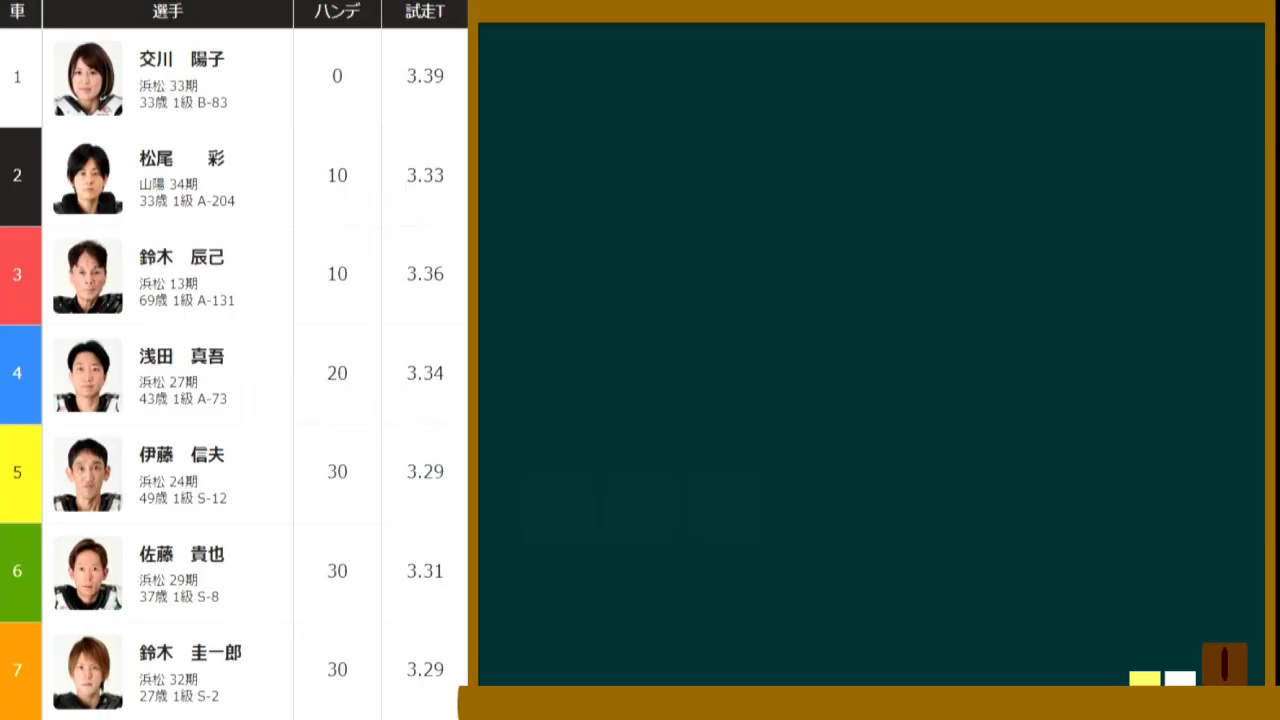 車 選手 ハンデ 試走T
1 交川 陽子 0 3.39
浜松 33期
33歳 1級 B-83
2 松尾 彩 10 3.33
山陽 34期
33歳 1級 A-204
3 鈴木 辰己 10 3.36
浜松 13期
69歳 1級 A-131
4 浅田 真吾 20 3.34
浜松 27期
43歳 1級 A-73
5 伊藤 信夫 30 3.29
浜松 24期
49歳 1級 S-12
6 佐藤 貴也 30 3.31
浜松 29期
37歳 1級 S-8
7 鈴木 圭一郎 30 3.29
浜松 32期
27歳 1級 S-2